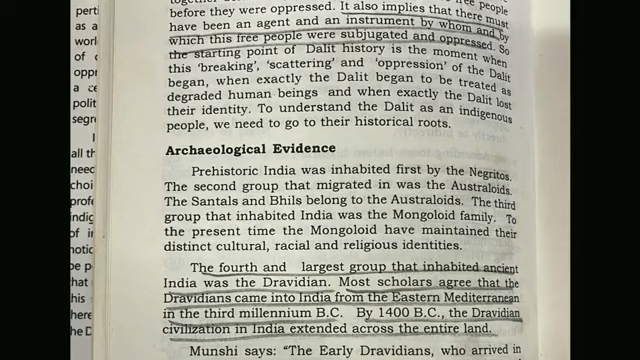 free people
before they were oppressed. It also implies that there must
have been an agent and an instrument by whom and by
which this free people were subjugated and oppressed. So
the starting point of Dalit history is the moment when
this 'breaking', 'scattering' and 'oppression' of the Dalit
began, when exactly the Dalit began to be treated as
degraded human beings and when exactly the Dalit lost
their identity. To understand the Dalit as an indigenous
people, we need to go to their historical roots.
Archaeological Evidence
Prehistoric India was inhabited first by the Negritos.
The second group that migrated in was the Australoids.
The Santals and Bhils belong to the Australoids. The third
group that inhabited India was the Mongoloid family. To
the present time the Mongoloid have maintained their
distinct cultural, racial and religious identities.
The fourth and largest group that inhabited ancient
India was the Dravidian. Most scholars agree that the
Dravidians came into India from the Eastern Mediterranean
in the third millennium B.C. By 1400 B.C., the Dravidian
civilization in India extended across the entire land.
Munshi says: "The Early Dravidians, who arrived in